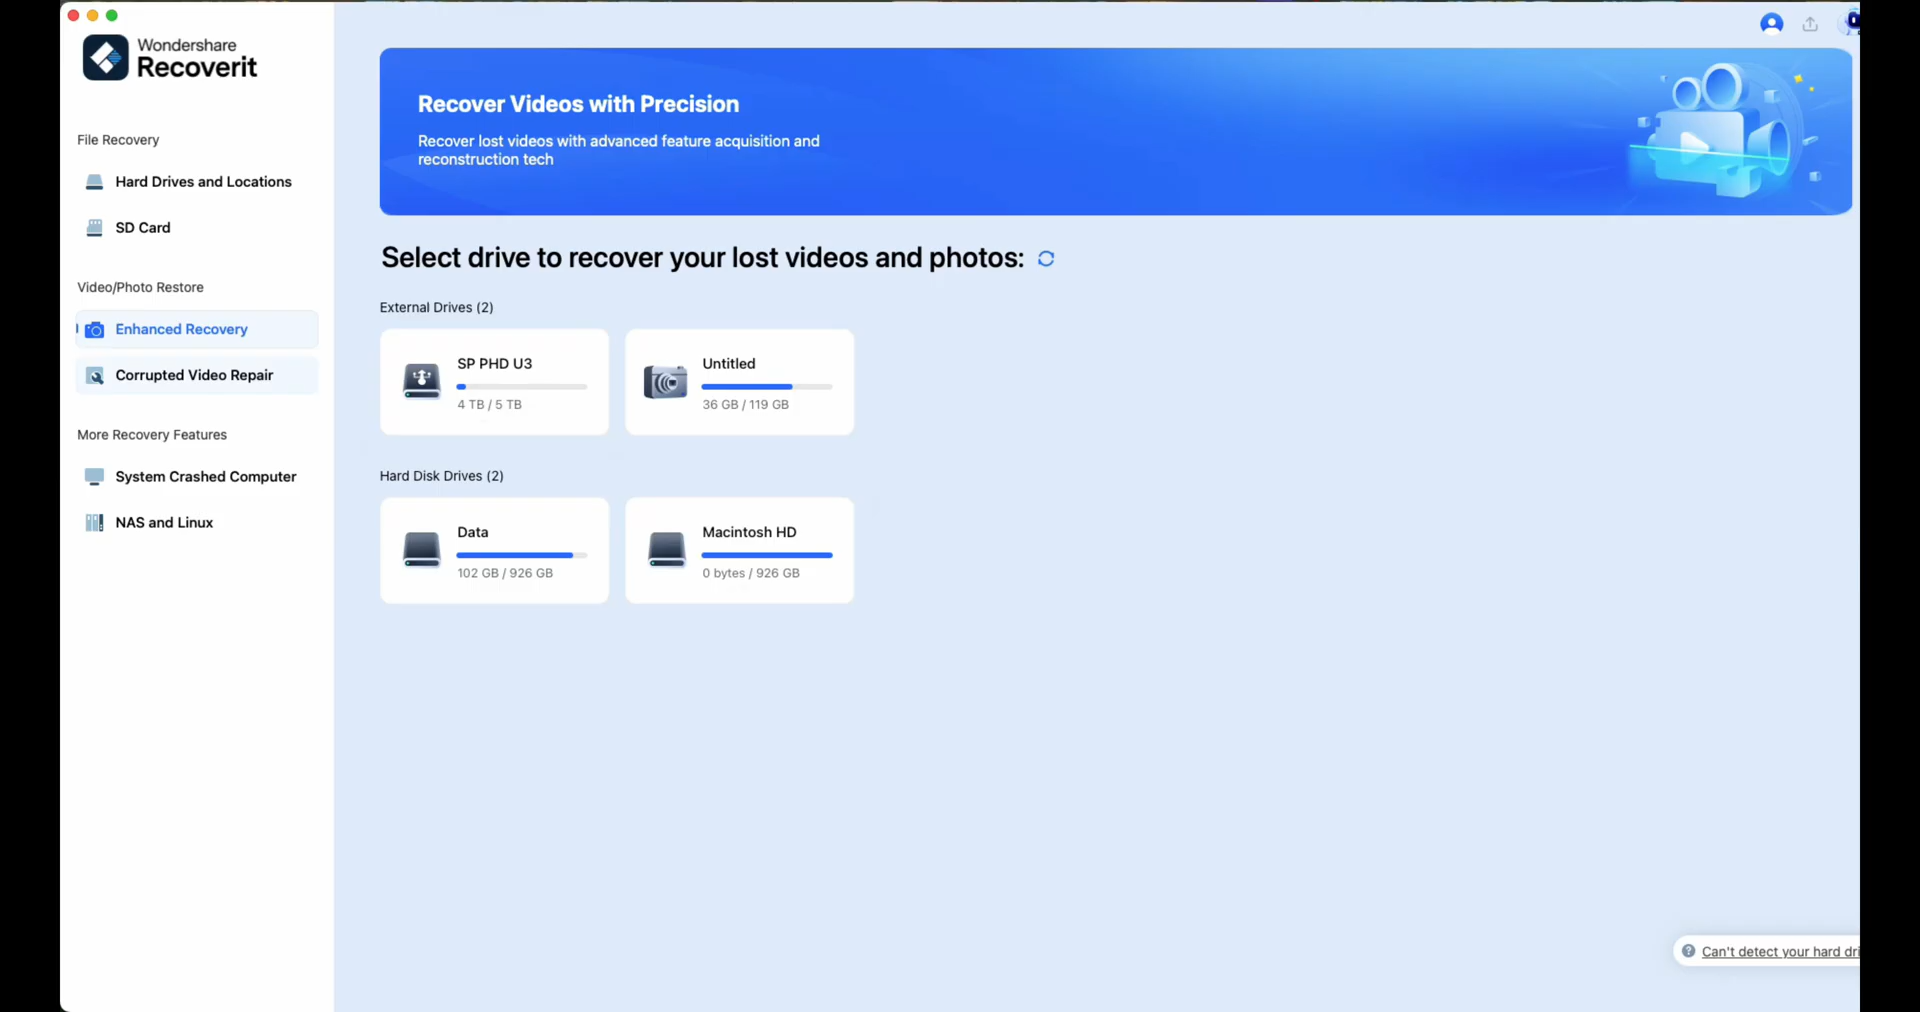 Wondershare
Recoverit
File Recovery
Hard Drives and Locations
SD Card
Video/Photo Restore
Enhanced Recovery
Corrupted Video Repair
More Recovery Features
System Crashed Computer
NAS and Linux
Recover Videos with Precision
Recover lost videos with advanced feature acquisition and
reconstruction tech
Select drive to recover your lost videos and photos:
External Drives (2)
SP PHD U3
4 TB / 5 TB
Untitled
36 GB / 119 GB
Hard Disk Drives (2)
Data
102 GB / 926 GB
Macintosh HD
0 bytes / 926 GB
Can't detect your hard dri